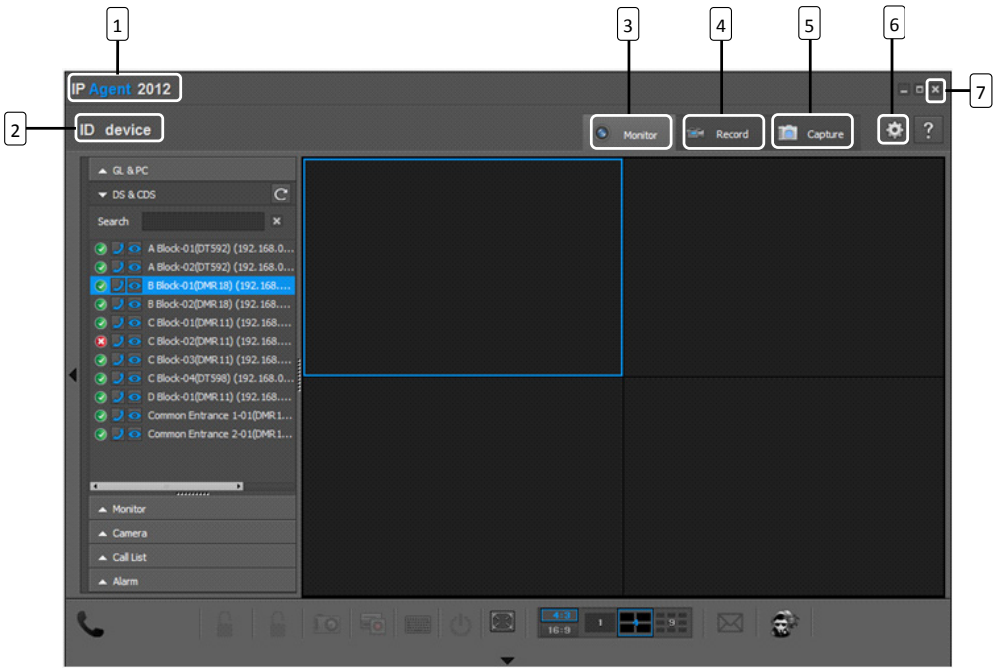 1
3
4
5
6
IP Agent 2012
7
2
ID device
Monitor
Record
Capture
?
GL & PC
DS & CDS
Search
A Block-01(DT592) (192.168.0...
A Block-02(DT592) (192.168.0...
B Block-01(DMR18) (192.168....
B Block-02(DMR18) (192.168....
C Block-01(DMR11) (192.168....
C Block-02(DMR11) (192.168....
C Block-03(DMR11) (192.168....
C Block-04(DT598) (192.168.0...
D Block-01(DMR11) (192.168....
Common Entrance 1-01(DMR1...
Common Entrance 2-01(DMR1...
Monitor
Camera
Call List
Alarm
4:3
16:9
1
9